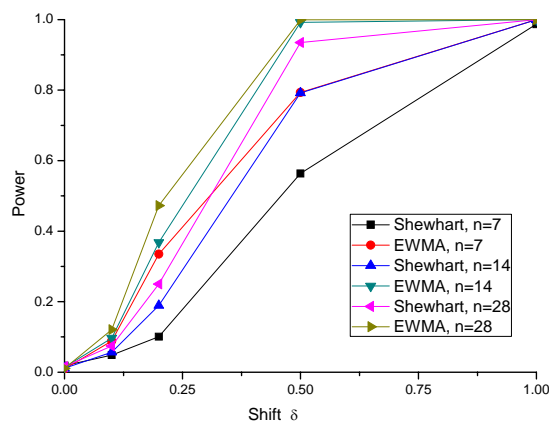 1.0
0.8
0.6
0.4
0.2
0.0
Power
0.00
0.25
0.50
0.75
1.00
Shift δ
Shewhart, n=7
EWMA, n=7
Shewhart, n=14
EWMA, n=14
Shewhart, n=28
EWMA, n=28